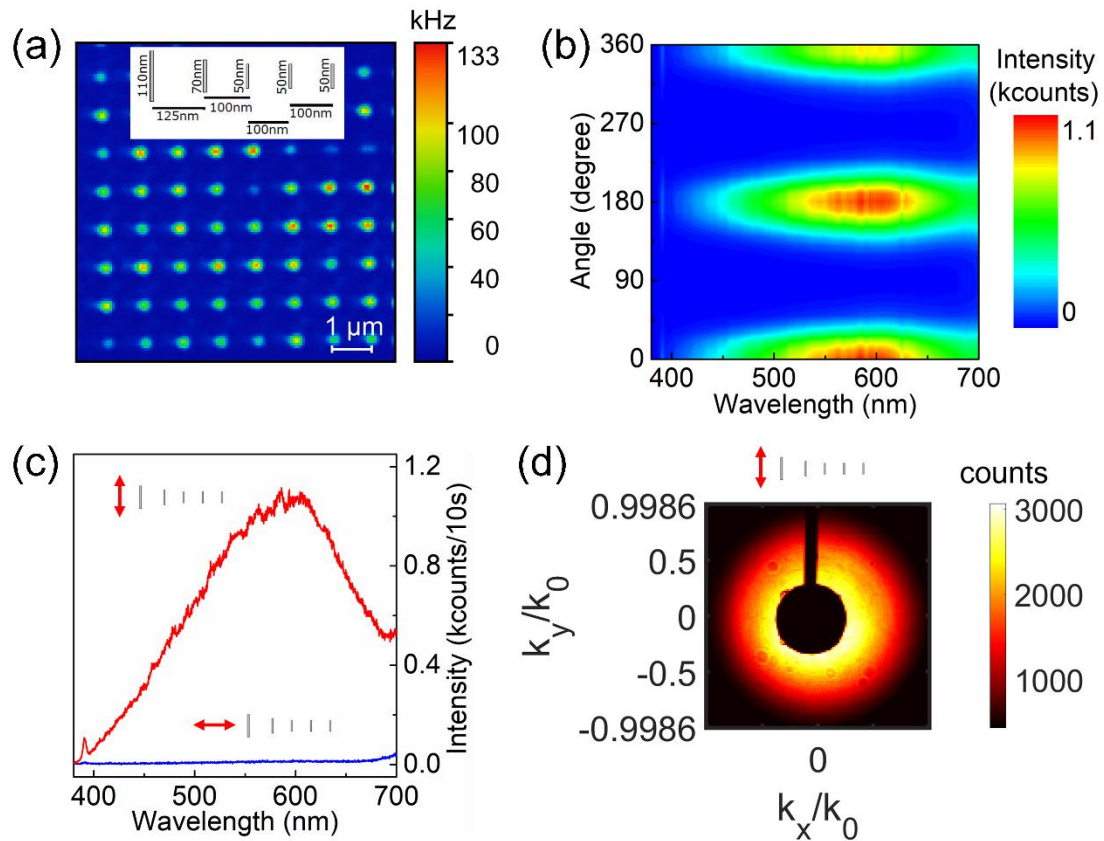 (a)
kHz
133
100
80
60
40
0
110nm
70nm
50nm
50nm
50nm
125nm
100nm
100nm
100nm
1 μm
(b)
Intensity
(kcounts)
1.1
0
360
270
180
90
0
Angle (degree)
400 500 600 700
Wavelength (nm)
(c)
1.2
0.8
0.4
0.0
Intensity (kcounts/10s)
400 500 600 700
Wavelength (nm)
(d)
counts
3000
2000
1000
0.9986
0.5
0
-0.5
-0.9986
k_y/k_0
0
k_x/k_0